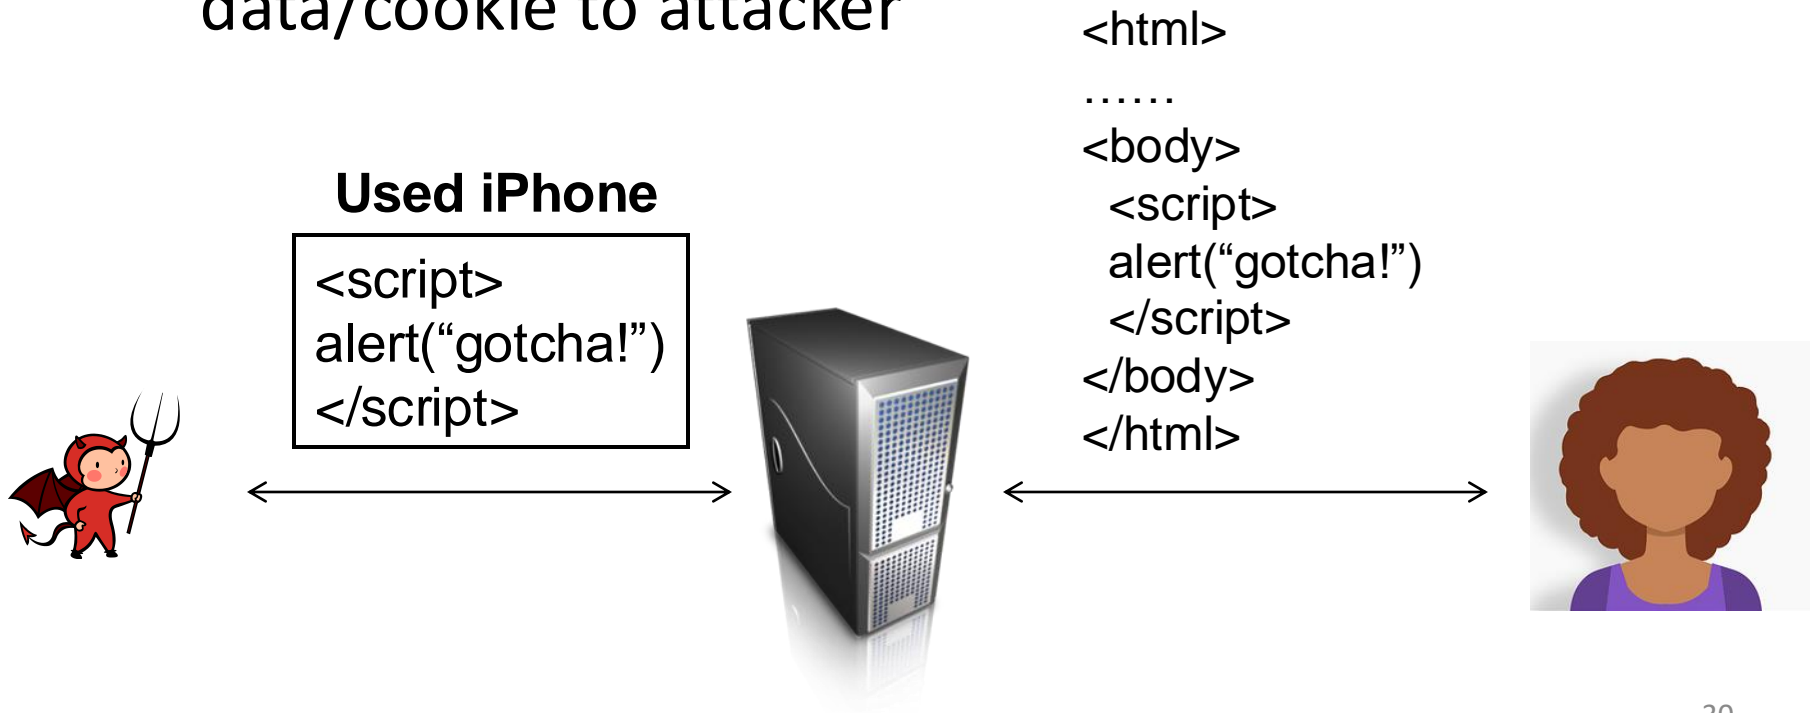 data/cookie to attacker
Used iPhone
<script>
alert(“gotcha!”)
</script>
<html>
……
<body>
<script>
alert(“gotcha!”)
</script>
</body>
</html>